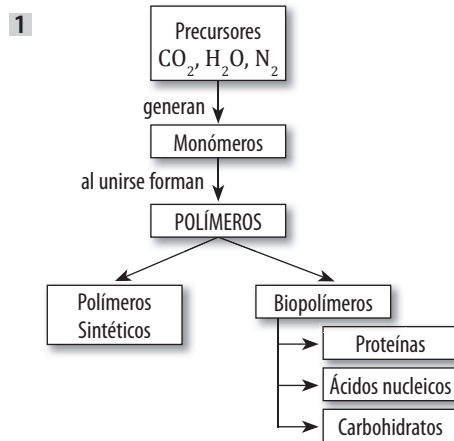 1
Precursores
CO₂, H₂O, N₂
generan
Monómeros
al unirse forman
POLÍMEROS
Polímeros
Sintéticos
Biopolímeros
Proteínas
Ácidos nucleicos
Carbohidratos